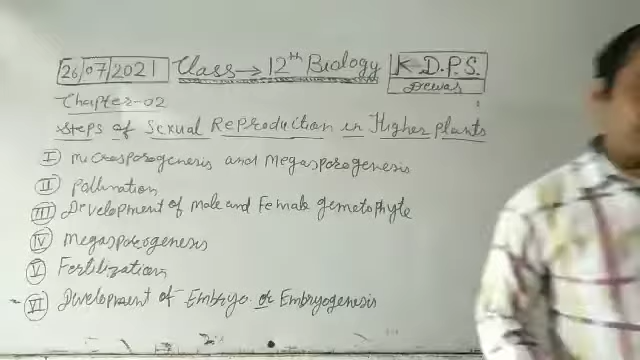 26/07/2021 Class → 12th Biology K.D.P.S.
Dewas
Chapter-02
Steps of Sexual Reproduction in Higher plants
I microsporogenesis and megasporogenesis
II Pollination
III Development of male and Female gemetophyte
IV megasporogenesis
V Fertilization
VI Development of Embryo or Embryogenesis